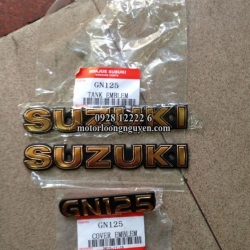 GN125
TANK EMBLEM
SUZUKI
0928 12222 6
motorloongnguyen.com
SUZUKI
GN125
GN125
COVER EMBLEM